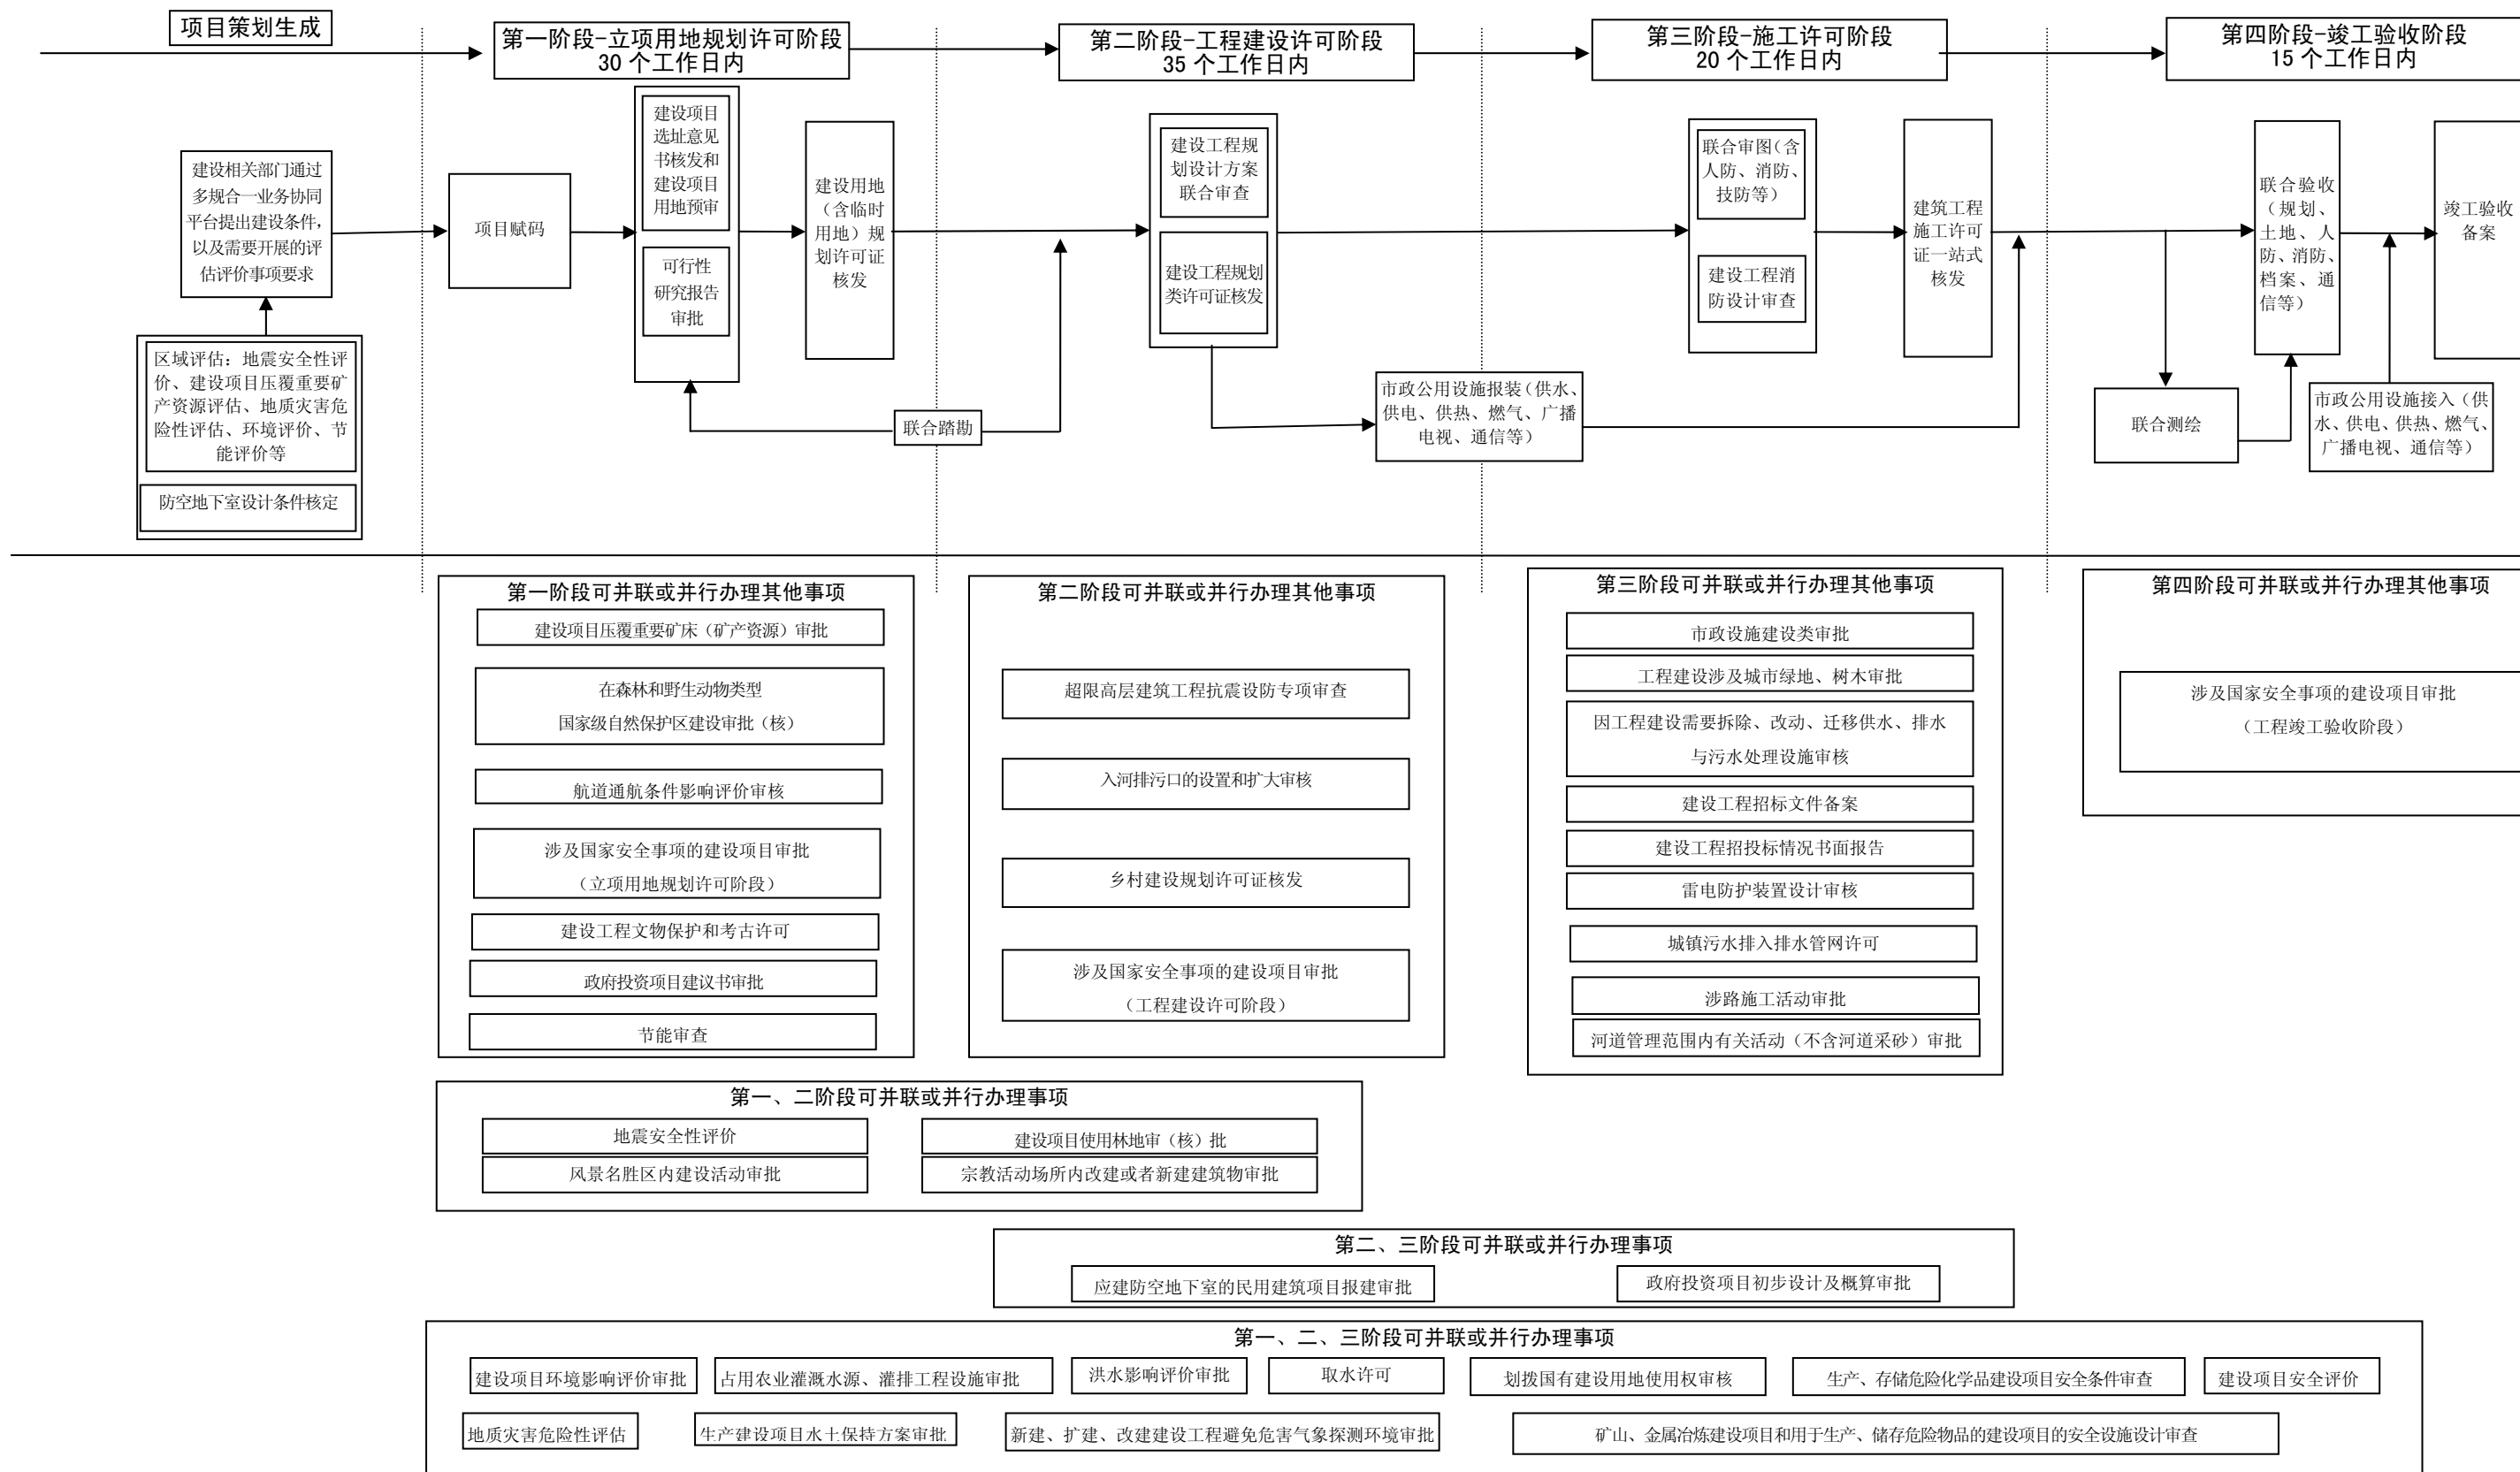 项目策划生成
第一阶段-立项用地规划许可阶段
30 个工作日内
第二阶段-工程建设许可阶段
35 个工作日内
第三阶段-施工许可阶段
20 个工作日内
第四阶段-竣工验收阶段
15 个工作日内
建设相关部门通过
多规合一业务协同
平台提出建设条件，
以及需要开展的评
估评价事项要求
区域评估：地震安全性评
价、建设项目压覆重要矿
产资源评估、地质灾害危
险性评估、环境评价、节
能评价等
防空地下室设计条件核定
项目赋码
建设项目
选址意见
书核发和
建设项目
用地预审
可行性
研究报告
审批
建设用地
（含临时
用地）规
划许可证
核发
联合踏勘
建设工程规
划设计方案
联合审查
建设工程规划
类许可证核发
市政公用设施报装（供水、
供电、供热、燃气、广播
电视、通信等）
联合审图（含
人防、消防、
技防等）
建设工程消
防设计审查
建筑工程
施工许可
证一站式
核发
联合测绘
联合验收
（规划、
土地、人
防、消防、
档案、通
信等）
市政公用设施接入（供
水、供电、供热、燃气、
广播电视、通信等）
竣工验收
备案
第一阶段可并联或并行办理其他事项
建设项目压覆重要矿床（矿产资源）审批
在森林和野生动物类型
国家级自然保护区建设审批（核）
航道通航条件影响评价审核
涉及国家安全事项的建设项目审批
（立项用地规划许可阶段）
建设工程文物保护和考古许可
政府投资项目建议书审批
节能审查
第二阶段可并联或并行办理其他事项
超限高层建筑工程抗震设防专项审查
入河排污口的设置和扩大审核
乡村建设规划许可证核发
涉及国家安全事项的建设项目审批
（工程建设许可阶段）
第三阶段可并联或并行办理其他事项
市政设施建设类审批
工程建设涉及城市绿地、树木审批
因工程建设需要拆除、改动、迁移供水、排水
与污水处理设施审核
建设工程招标文件备案
建设工程招投标情况书面报告
雷电防护装置设计审核
城镇污水排入排水管网许可
涉路施工活动审批
河道管理范围内有关活动（不含河道采砂）审批
第四阶段可并联或并行办理其他事项
涉及国家安全事项的建设项目审批
（工程竣工验收阶段）
第一、二阶段可并联或并行办理事项
地震安全性评价
建设项目使用林地审（核）批
风景名胜区内建设活动审批
宗教活动场所内改建或者新建建筑物审批
第二、三阶段可并联或并行办理事项
应建防空地下室的民用建筑项目报建审批
政府投资项目初步设计及概算审批
第一、二、三阶段可并联或并行办理事项
建设项目环境影响评价审批
占用农业灌溉水源、灌排工程设施审批
洪水影响评价审批
取水许可
划拨国有建设用地使用权审核
生产、存储危险化学品建设项目安全条件审查
建设项目安全评价
地质灾害危险性评估
生产建设项目水土保持方案审批
新建、扩建、改建建设工程避免危害气象探测环境审批
矿山、金属冶炼建设项目和用于生产、储存危险物品的建设项目的安全设施设计审查